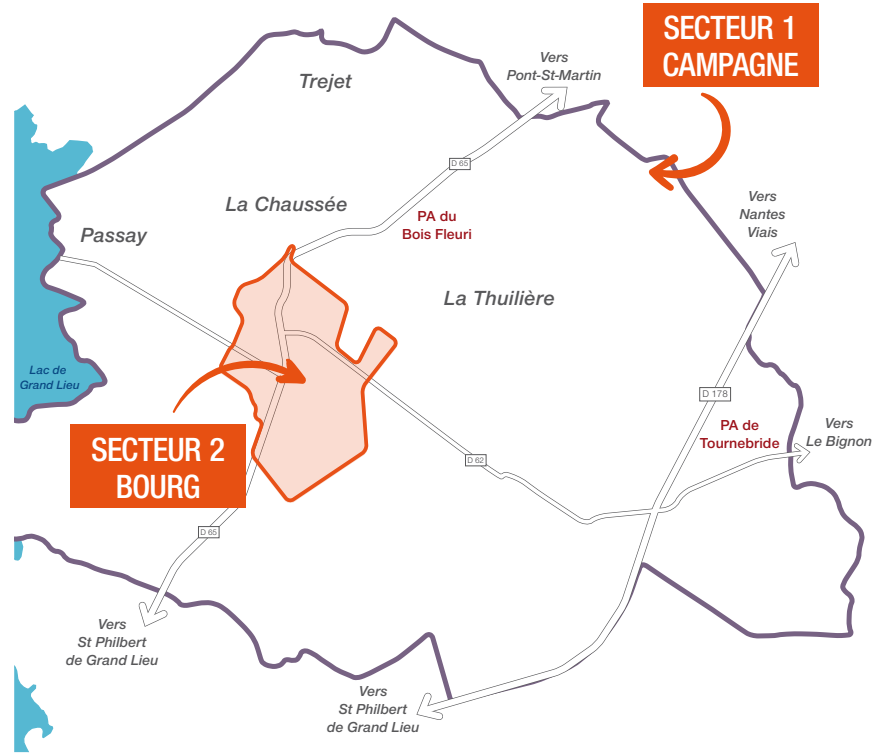 SECTEUR 1
CAMPAGNE
Vers
Pont-St-Martin
Trejet
D 65
Vers
Nantes
Viais
La Chaussée
PA du
Bois Fleuri
Passay
La Thuilière
Lac de
Grand Lieu
D 178
PA de
Tournebride
Vers
Le Bignon
SECTEUR 2
BOURG
D 62
D 65
Vers
St Philbert
de Grand Lieu
Vers
St Philbert
de Grand Lieu